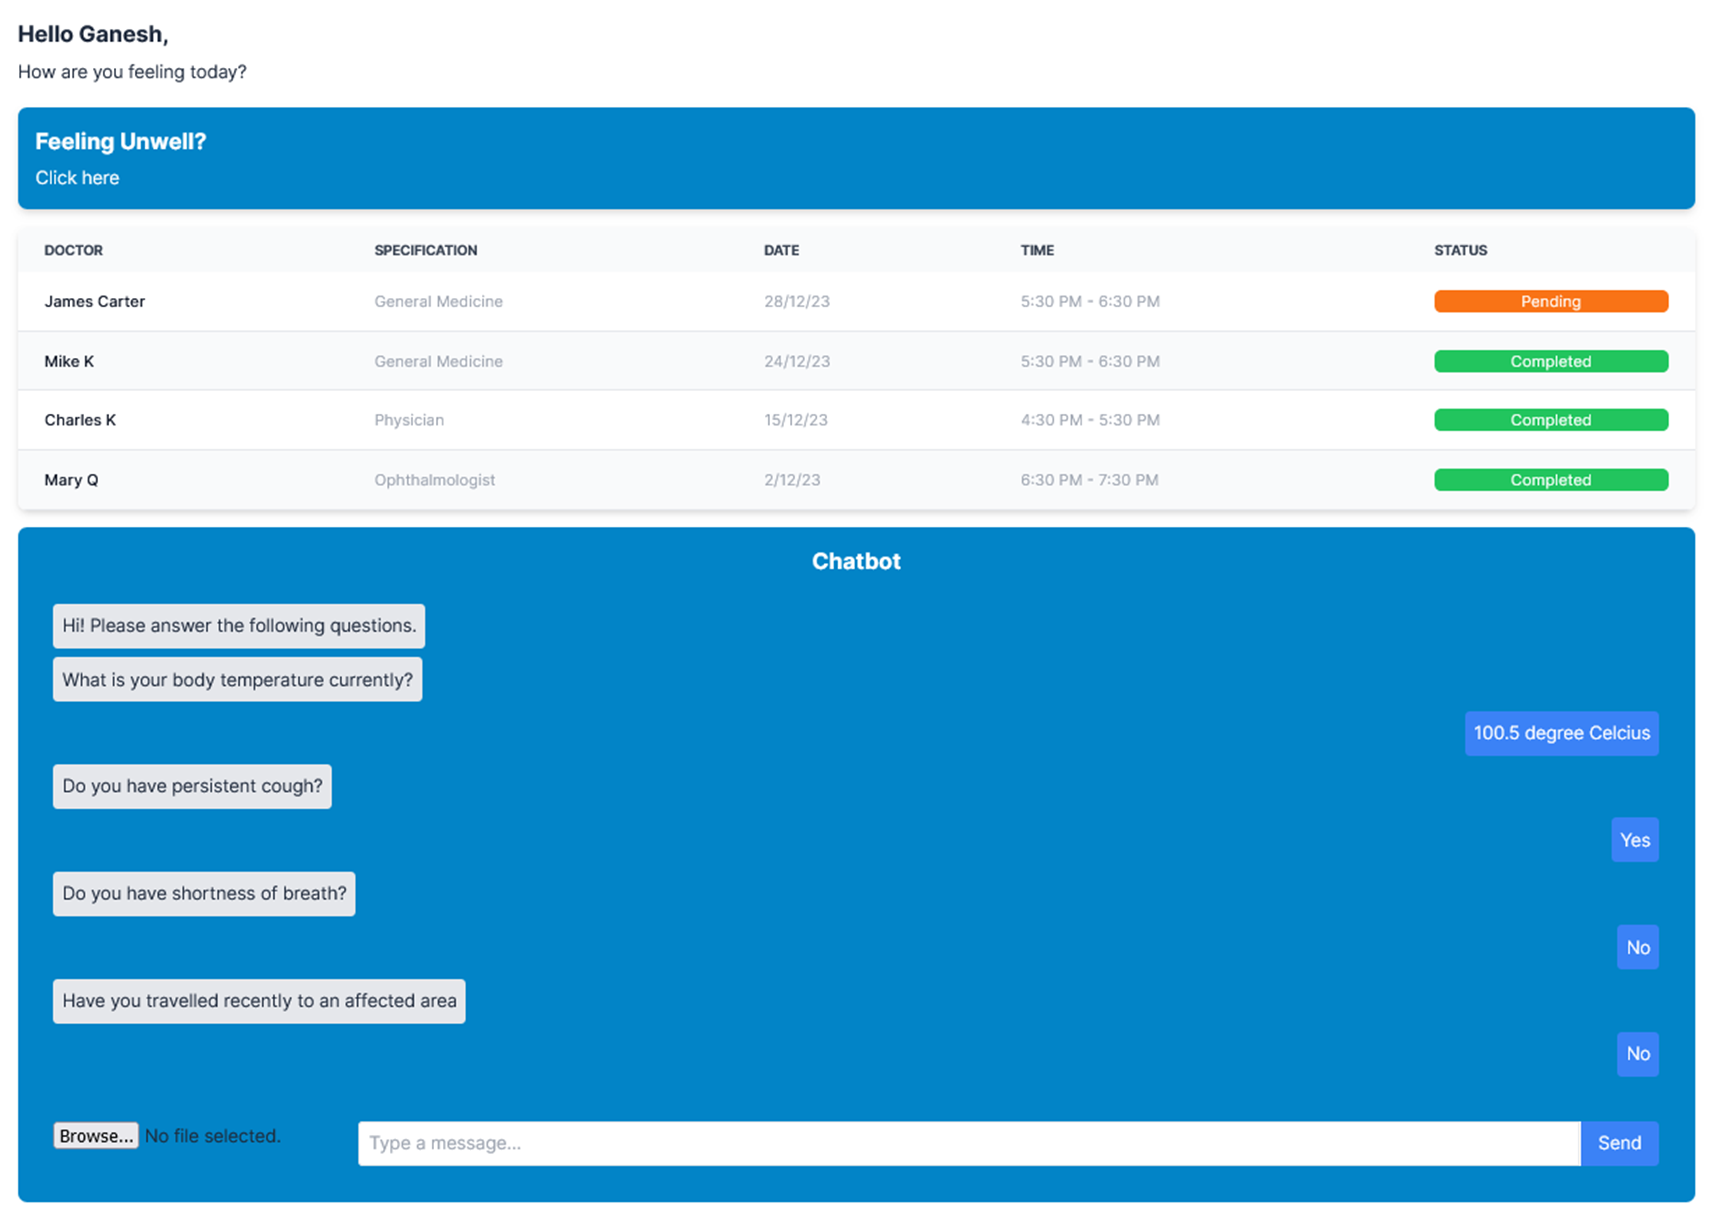 Hello Ganesh,
How are you feeling today?
Feeling Unwell?
Click here
DOCTOR SPECIFICATION DATE TIME STATUS
James Carter General Medicine 28/12/23 5:30 PM - 6:30 PM Pending
Mike K General Medicine 24/12/23 5:30 PM - 6:30 PM Completed
Charles K Physician 15/12/23 4:30 PM - 5:30 PM Completed
Mary Q Ophthalmologist 2/12/23 6:30 PM - 7:30 PM Completed
Chatbot
Hi! Please answer the following questions.
What is your body temperature currently?
100.5 degree Celcius
Do you have persistent cough?
Yes
Do you have shortness of breath?
No
Have you travelled recently to an affected area
No
Browse... No file selected. Type a message... Send